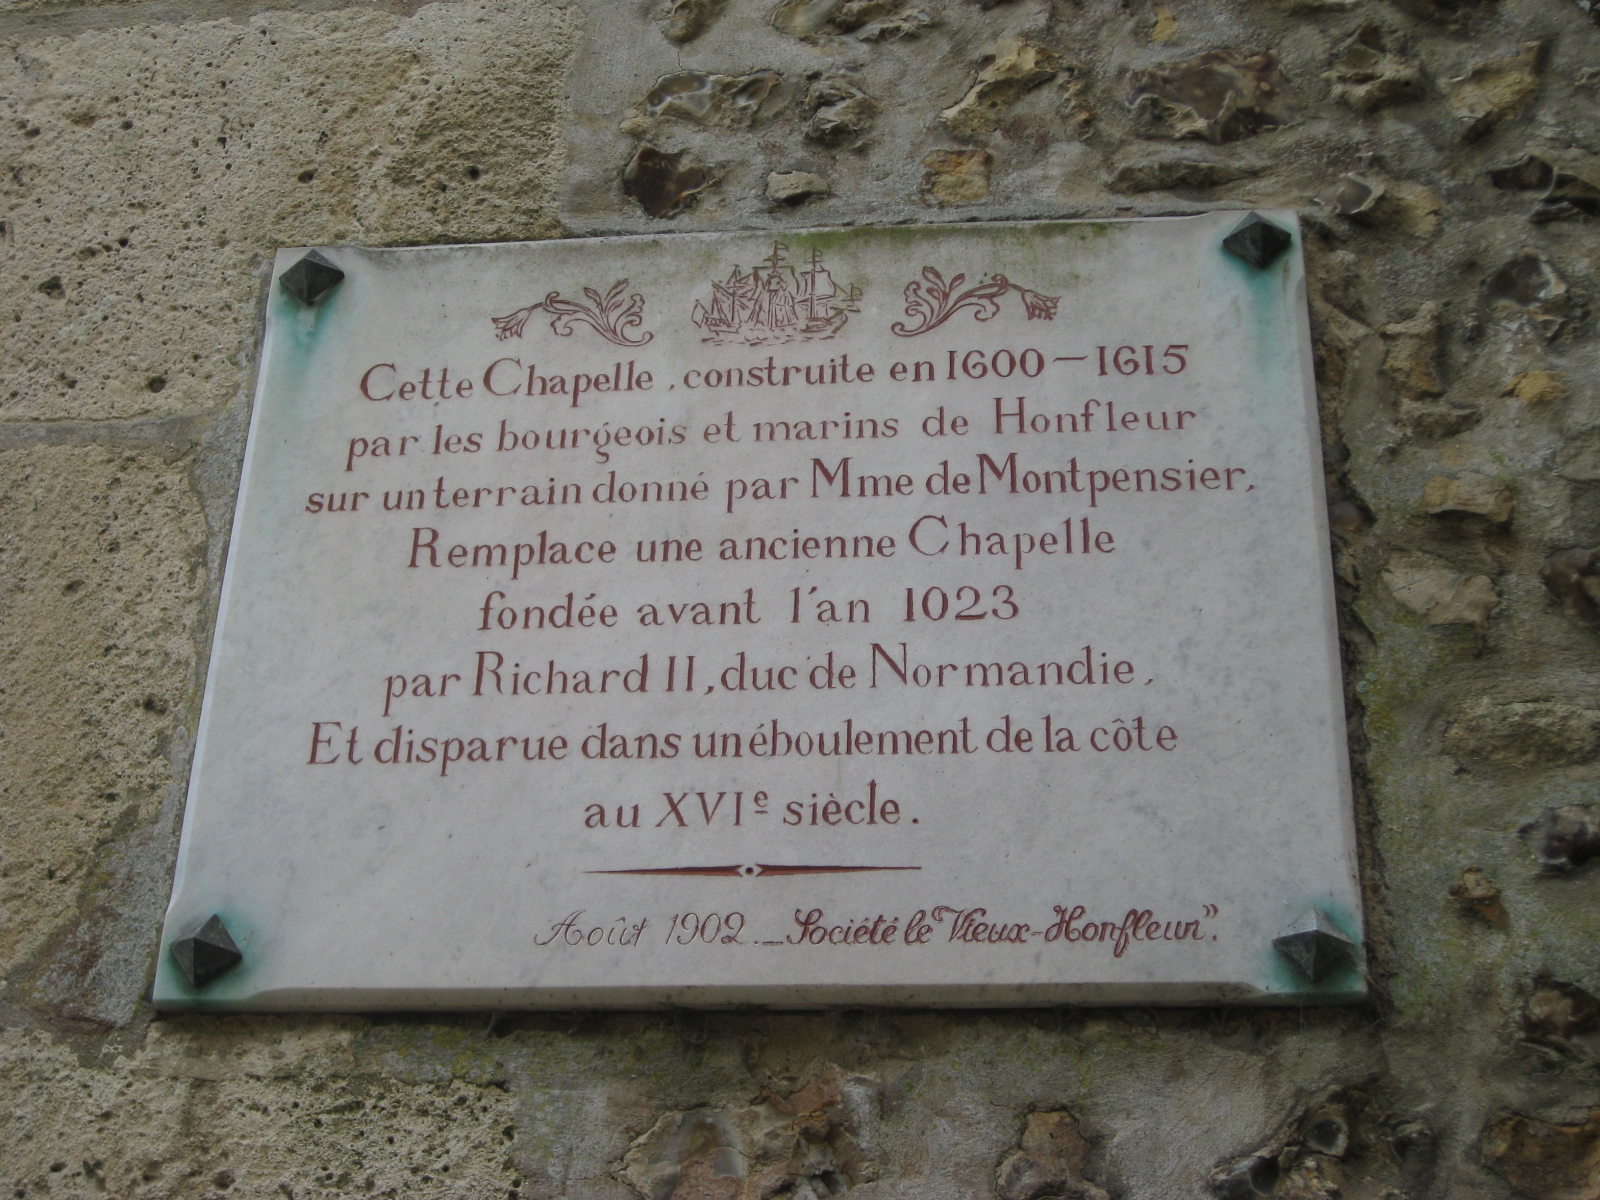 Cette Chapelle, construite en 1600 — 1615
par les bourgeois et marins de Honfleur
sur un terrain donné par Mme de Montpensier,
Remplace une ancienne Chapelle
fondée avant l'an 1023
par Richard II, duc de Normandie,
Et disparue dans un éboulement de la côte
au XVIe siècle.
Août 1902. _ Société le "Vieux-Honfleur".